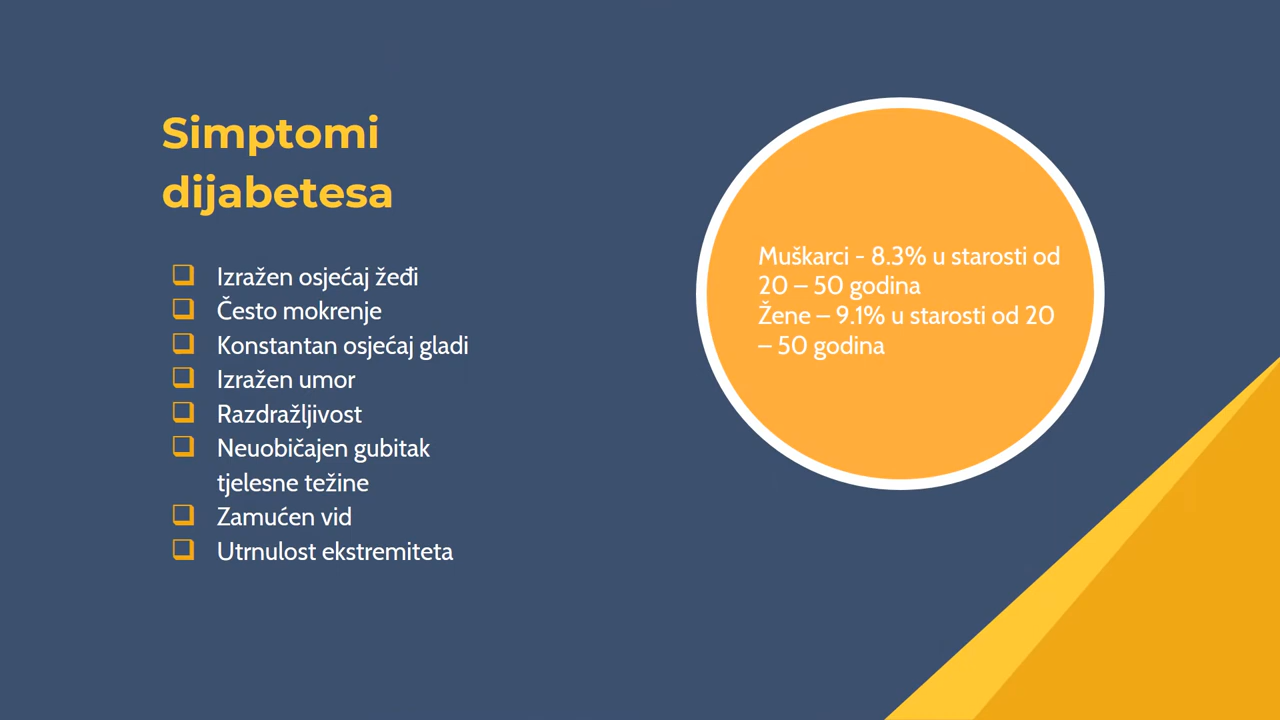 Simptomi
dijabetesa
Izražen osjećaj žeđi
Često mokrenje
Konstantan osjećaj gladi
Izražen umor
Razdražljivost
Neuobičajen gubitak
tjelesne težine
Zamućen vid
Utrnulost ekstremiteta
Muškarci - 8.3% u starosti od
20 – 50 godina
Žene – 9.1% u starosti od 20
– 50 godina